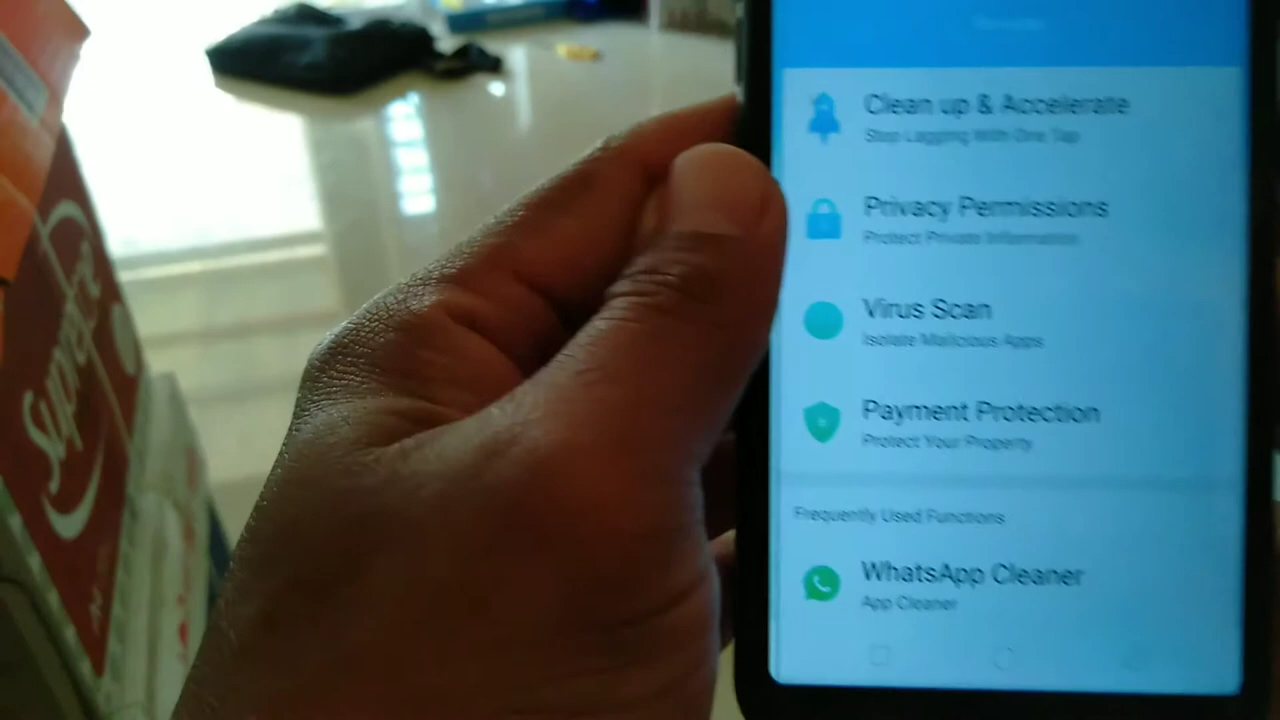 Supreme
Clean up & Accelerate
Stop Lagging With One Tap
Privacy Permissions
Protect Private Information
Virus Scan
Isolate Malicious Apps
Payment Protection
Protect Your Property
Frequently Used Functions
WhatsApp Cleaner
App Cleaner